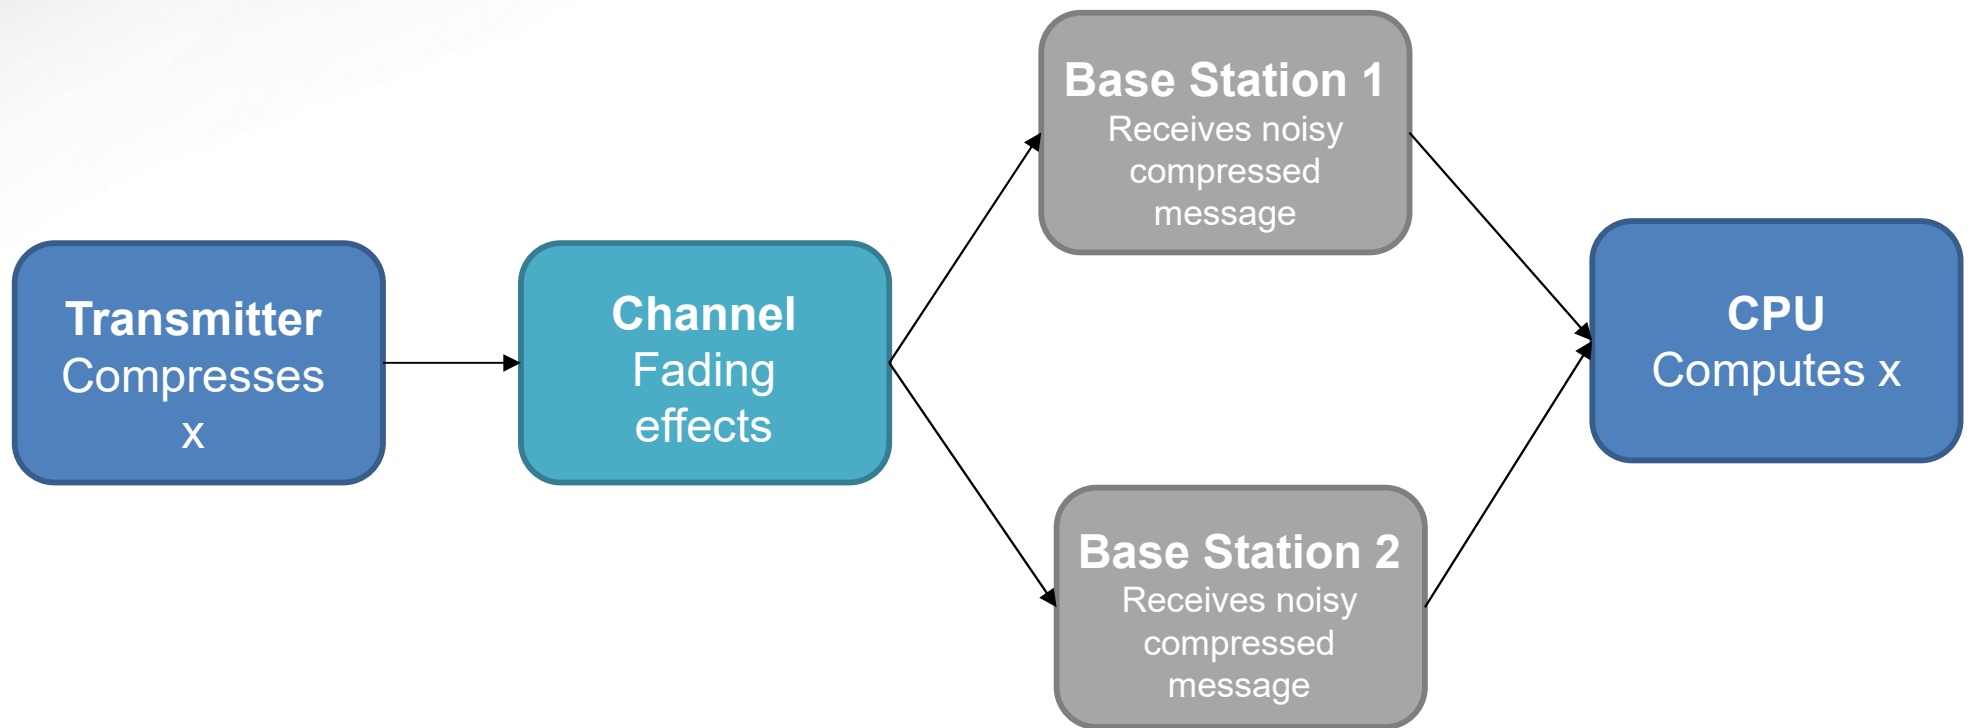 Transmitter
Compresses
x
Channel
Fading
effects
Base Station 1
Receives noisy
compressed
message
Base Station 2
Receives noisy
compressed
message
CPU
Computes x